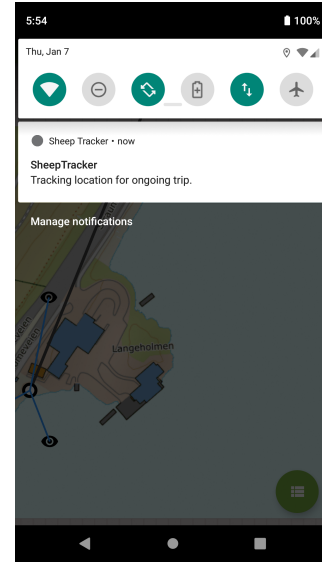 5:54
100%
Thu, Jan 7
Sheep Tracker • now
SheepTracker
Tracking location for ongoing trip.
Manage notifications
Langeholmen